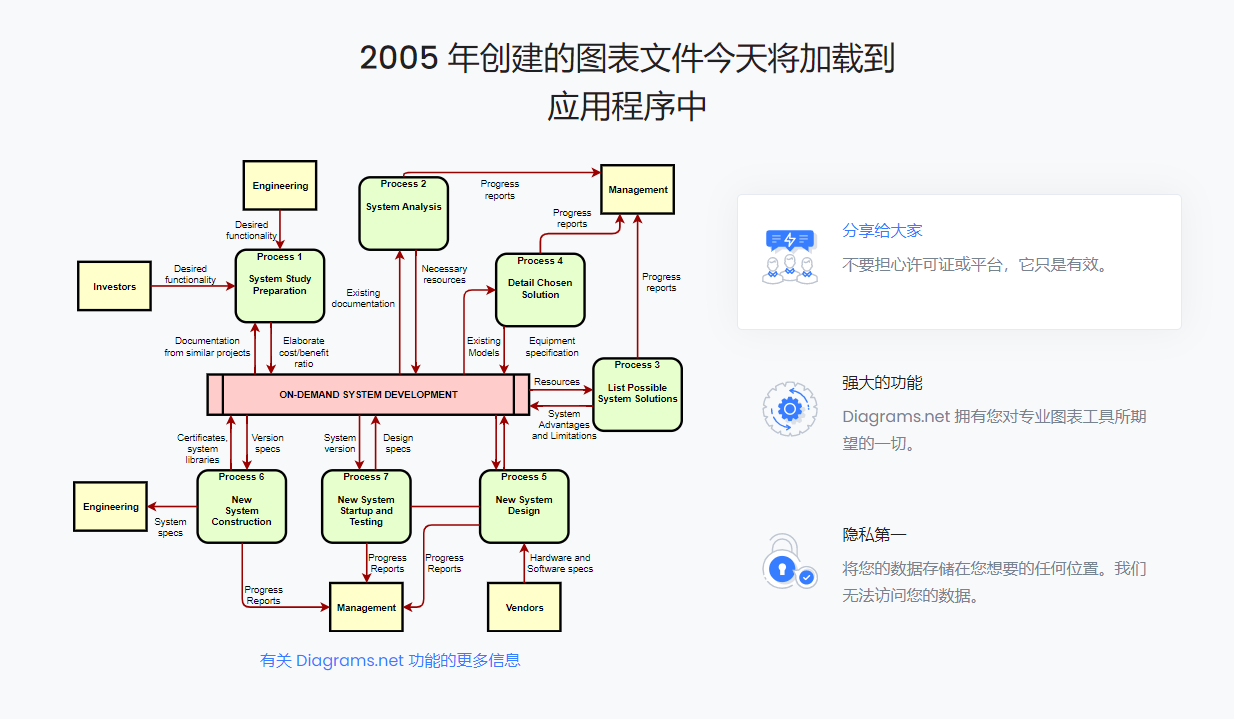 2005 年创建的图表文件今天将加载到
应用程序中
Engineering
Process 2
System Analysis
Progress
reports
Management
Desired
functionality
Progress
reports
Process 1
System Study
Preparation
Investors
Desired
functionality
Necessary
resources
Existing
documentation
Process 4
Detail Chosen
Solution
Progress
reports
Documentation
from similar projects
Elaborate
cost/benefit
ratio
Existing
Models
Equipment
specification
Process 3
List Possible
System Solutions
ON-DEMAND SYSTEM DEVELOPMENT
Resources
System
Advantages
and Limitations
Certificates,
system
libraries
Version
specs
System
version
Design
specs
Process 6
New
System
Construction
Process 7
New System
Startup and
Testing
Process 5
New System
Design
Engineering
System
specs
Progress
Reports
Progress
Reports
Hardware and
Software specs
Progress
Reports
Management
Vendors
有关 Diagrams.net 功能的更多信息
分享给大家
不要担心许可证或平台，它只是有效。
强大的功能
Diagrams.net 拥有您对专业图表工具所期
望的一切。
隐私第一
将您的数据存储在您想要的任何位置。我们
无法访问您的数据。